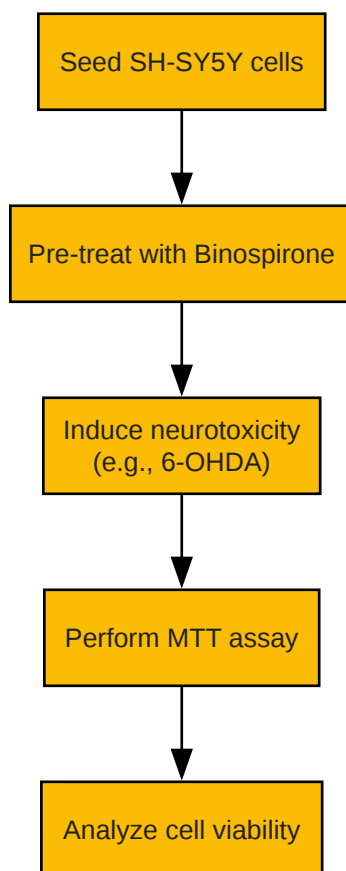 Seed SH-SY5Y cells
Pre-treat with Binospirone
Induce neurotoxicity
(e.g., 6-OHDA)
Perform MTT assay
Analyze cell viability